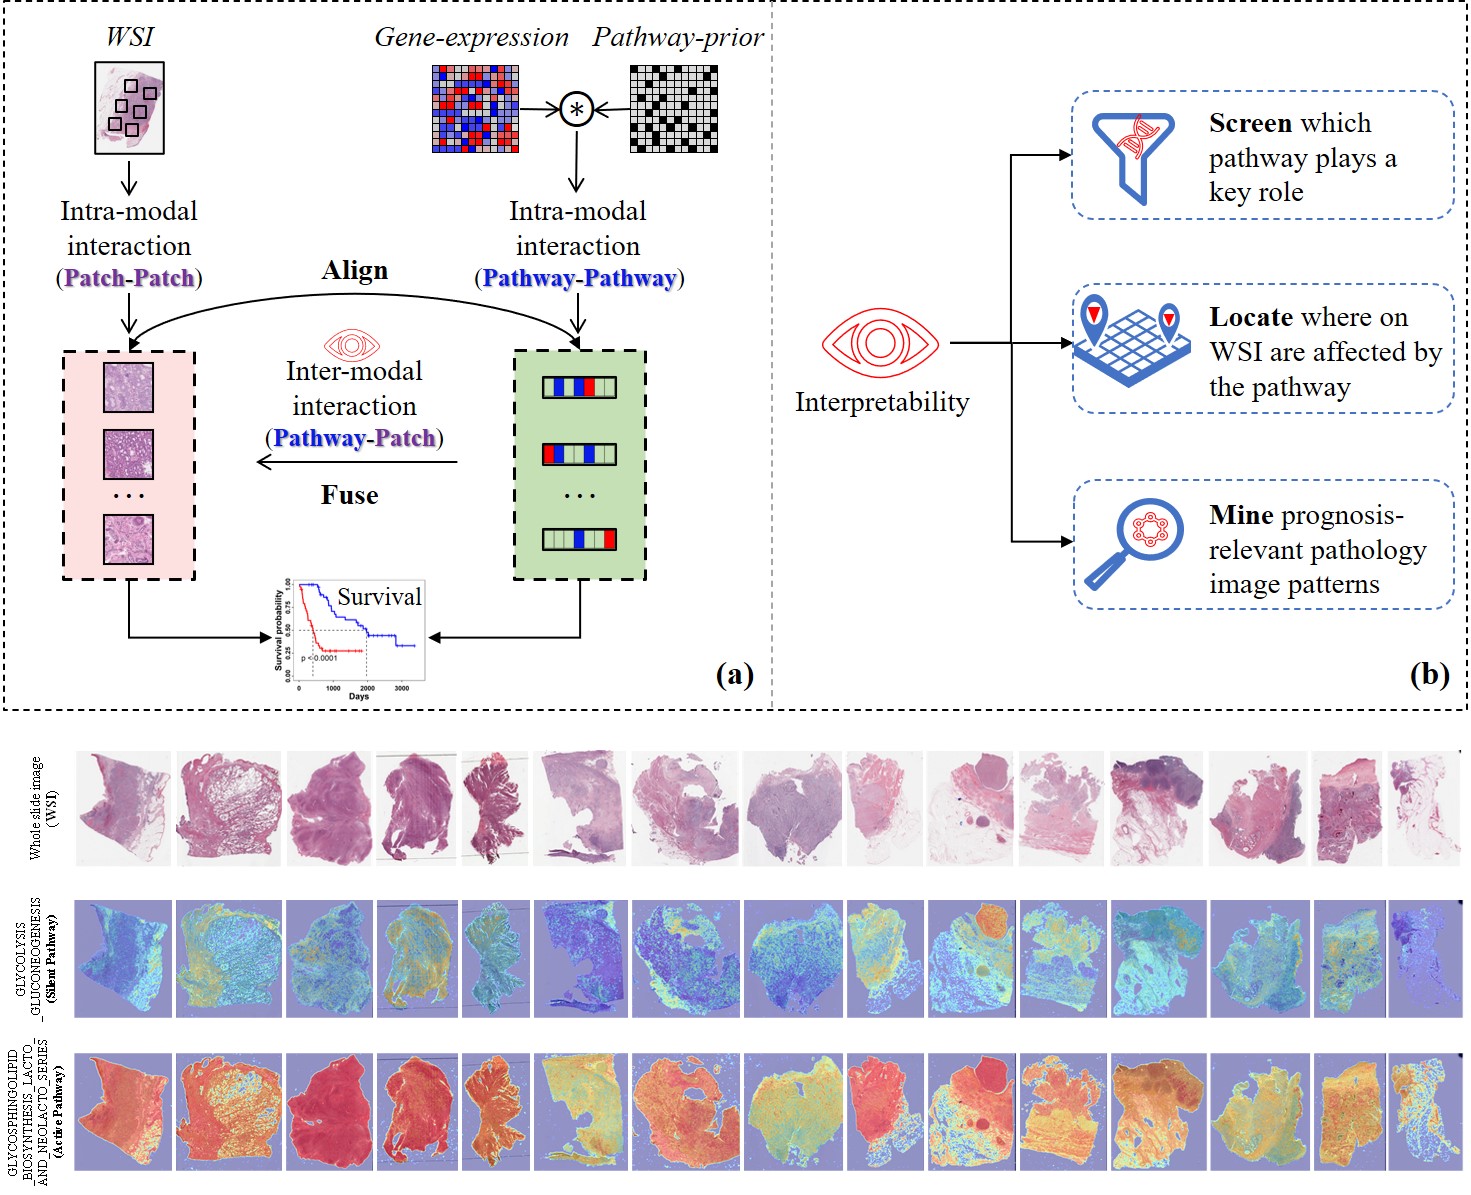 WSI
Gene-expression
Pathway-prior
Intra-modal
interaction
(Patch-Patch)
Intra-modal
interaction
(Pathway-Pathway)
Align
Inter-modal
interaction
(Pathway-Patch)
Fuse
. . .
. . .
Survival
Survival probability
1.00
0.75
0.50
0.25
0.00
p < 0.0001
0
1000
2000
3000
Days
(a)
Interpretability
Screen which
pathway plays a
key role
Locate where on
WSI are affected by
the pathway
Mine prognosis-
relevant pathology
image patterns
(b)
Whole slide image
(WSI)
GLYCOLYSIS
_GLUCONEOGENESIS
(Silent Pathway)
GLYCOSPHINGOLIPID_
BIOSYNTHESIS_LACTO_
AND_NEOLACTO_SERIES
(Active Pathway)